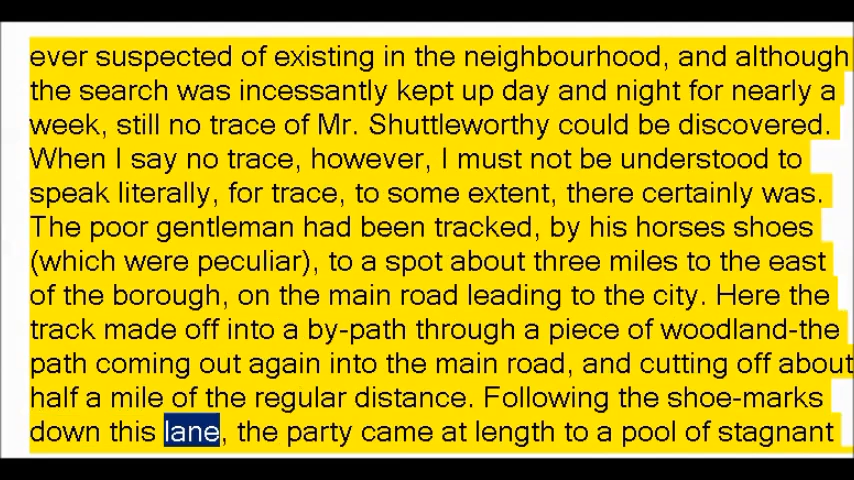 ever suspected of existing in the neighbourhood, and although
the search was incessantly kept up day and night for nearly a
week, still no trace of Mr. Shuttleworthy could be discovered.
When I say no trace, however, I must not be understood to
speak literally, for trace, to some extent, there certainly was.
The poor gentleman had been tracked, by his horses shoes
(which were peculiar), to a spot about three miles to the east
of the borough, on the main road leading to the city. Here the
track made off into a by-path through a piece of woodland-the
path coming out again into the main road, and cutting off about
half a mile of the regular distance. Following the shoe-marks
down this lane, the party came at length to a pool of stagnant